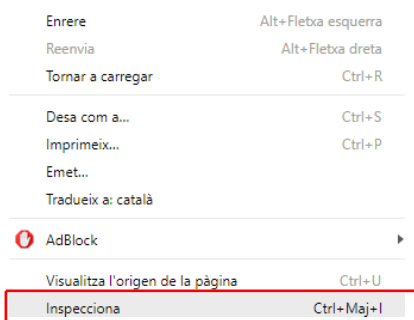 Enrere Alt+Fletxa esquerra
Reenvia Alt+Fletxa dreta
Tornar a carregar Ctrl+R
Desa com a... Ctrl+S
Imprimeix... Ctrl+P
Emet...
Tradueix a: català
AdBlock
Visualitza l'origen de la pàgina Ctrl+U
Inspecciona Ctrl+Maj+I